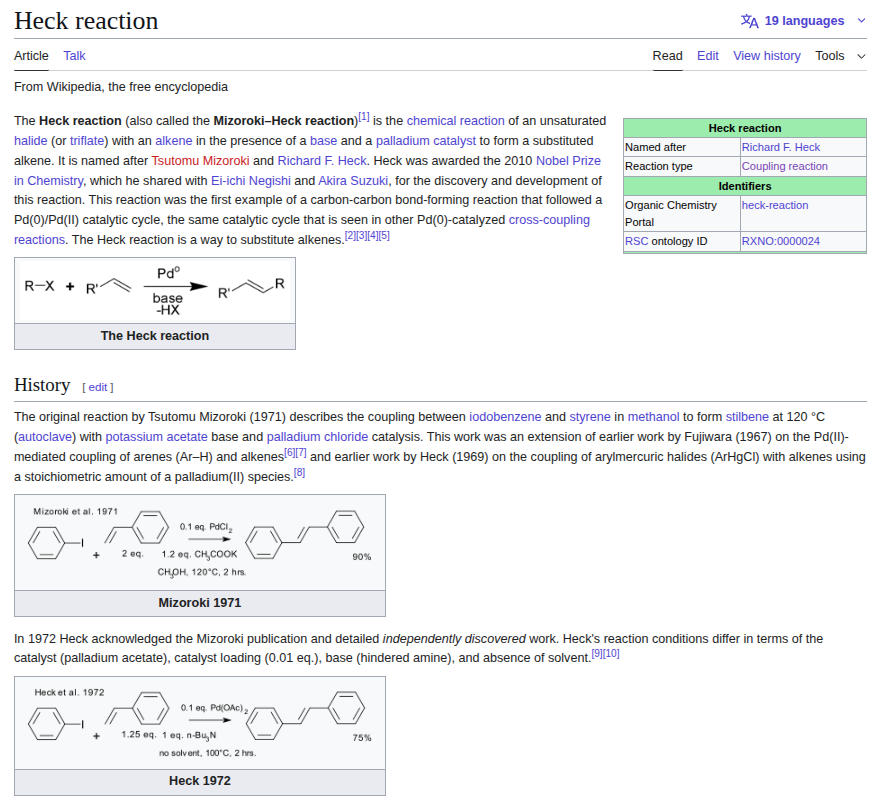 Heck reaction
19 languages
Article Talk Read Edit View history Tools
From Wikipedia, the free encyclopedia
The Heck reaction (also called the Mizoroki–Heck reaction)[1] is the chemical reaction of an unsaturated
halide (or triflate) with an alkene in the presence of a base and a palladium catalyst to form a substituted
alkene. It is named after Tsutomu Mizoroki and Richard F. Heck. Heck was awarded the 2010 Nobel Prize
in Chemistry, which he shared with Ei-ichi Negishi and Akira Suzuki, for the discovery and development of
this reaction. This reaction was the first example of a carbon-carbon bond-forming reaction that followed a
Pd(0)/Pd(II) catalytic cycle, the same catalytic cycle that is seen in other Pd(0)-catalyzed cross-coupling
reactions. The Heck reaction is a way to substitute alkenes.[2][3][4][5]
Heck reaction
Named after Richard F. Heck
Reaction type Coupling reaction
Identifiers
Organic Chemistry heck-reaction
Portal
RSC ontology ID RXNO:0000024
R–X + R' Pd⁰ R' R
base
-HX
The Heck reaction
History [ edit ]
The original reaction by Tsutomu Mizoroki (1971) describes the coupling between iodobenzene and styrene in methanol to form stilbene at 120 °C
(autoclave) with potassium acetate base and palladium chloride catalysis. This work was an extension of earlier work by Fujiwara (1967) on the Pd(II)-
mediated coupling of arenes (Ar–H) and alkenes[6][7] and earlier work by Heck (1969) on the coupling of arylmercuric halides (ArHgCl) with alkenes using
a stoichiometric amount of a palladium(II) species.[8]
Mizoroki et al. 1971
0.1 eq. PdCl₂
I
+ 2 eq. 1.2 eq. CH₃COOK 90%
CH₃OH, 120°C, 2 hrs.
Mizoroki 1971
In 1972 Heck acknowledged the Mizoroki publication and detailed independently discovered work. Heck's reaction conditions differ in terms of the
catalyst (palladium acetate), catalyst loading (0.01 eq.), base (hindered amine), and absence of solvent.[9][10]
Heck et al. 1972
0.1 eq. Pd(OAc)₂
I
+ 1.25 eq. 1 eq. n-Bu₃N 75%
no solvent, 100°C, 2 hrs.
Heck 1972